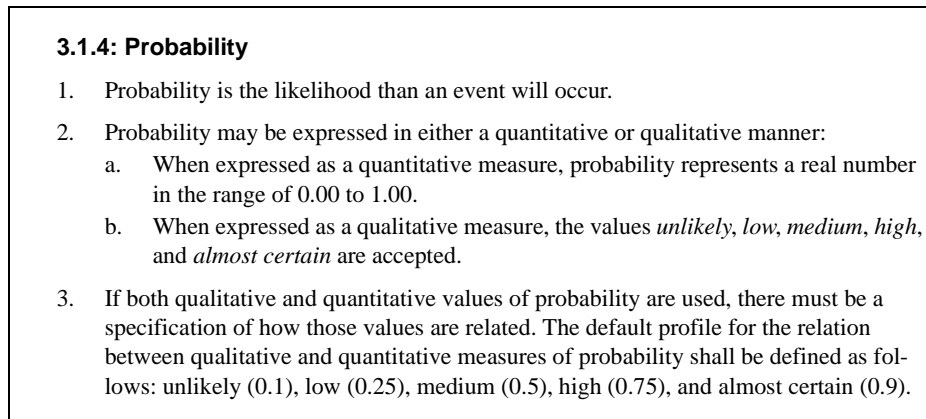 3.1.4: Probability
1. Probability is the likelihood than an event will occur.
2. Probability may be expressed in either a quantitative or qualitative manner:
a. When expressed as a quantitative measure, probability represents a real number
in the range of 0.00 to 1.00.
b. When expressed as a qualitative measure, the values unlikely, low, medium, high,
and almost certain are accepted.
3. If both qualitative and quantitative values of probability are used, there must be a
specification of how those values are related. The default profile for the relation
between qualitative and quantitative measures of probability shall be defined as fol-
lows: unlikely (0.1), low (0.25), medium (0.5), high (0.75), and almost certain (0.9).